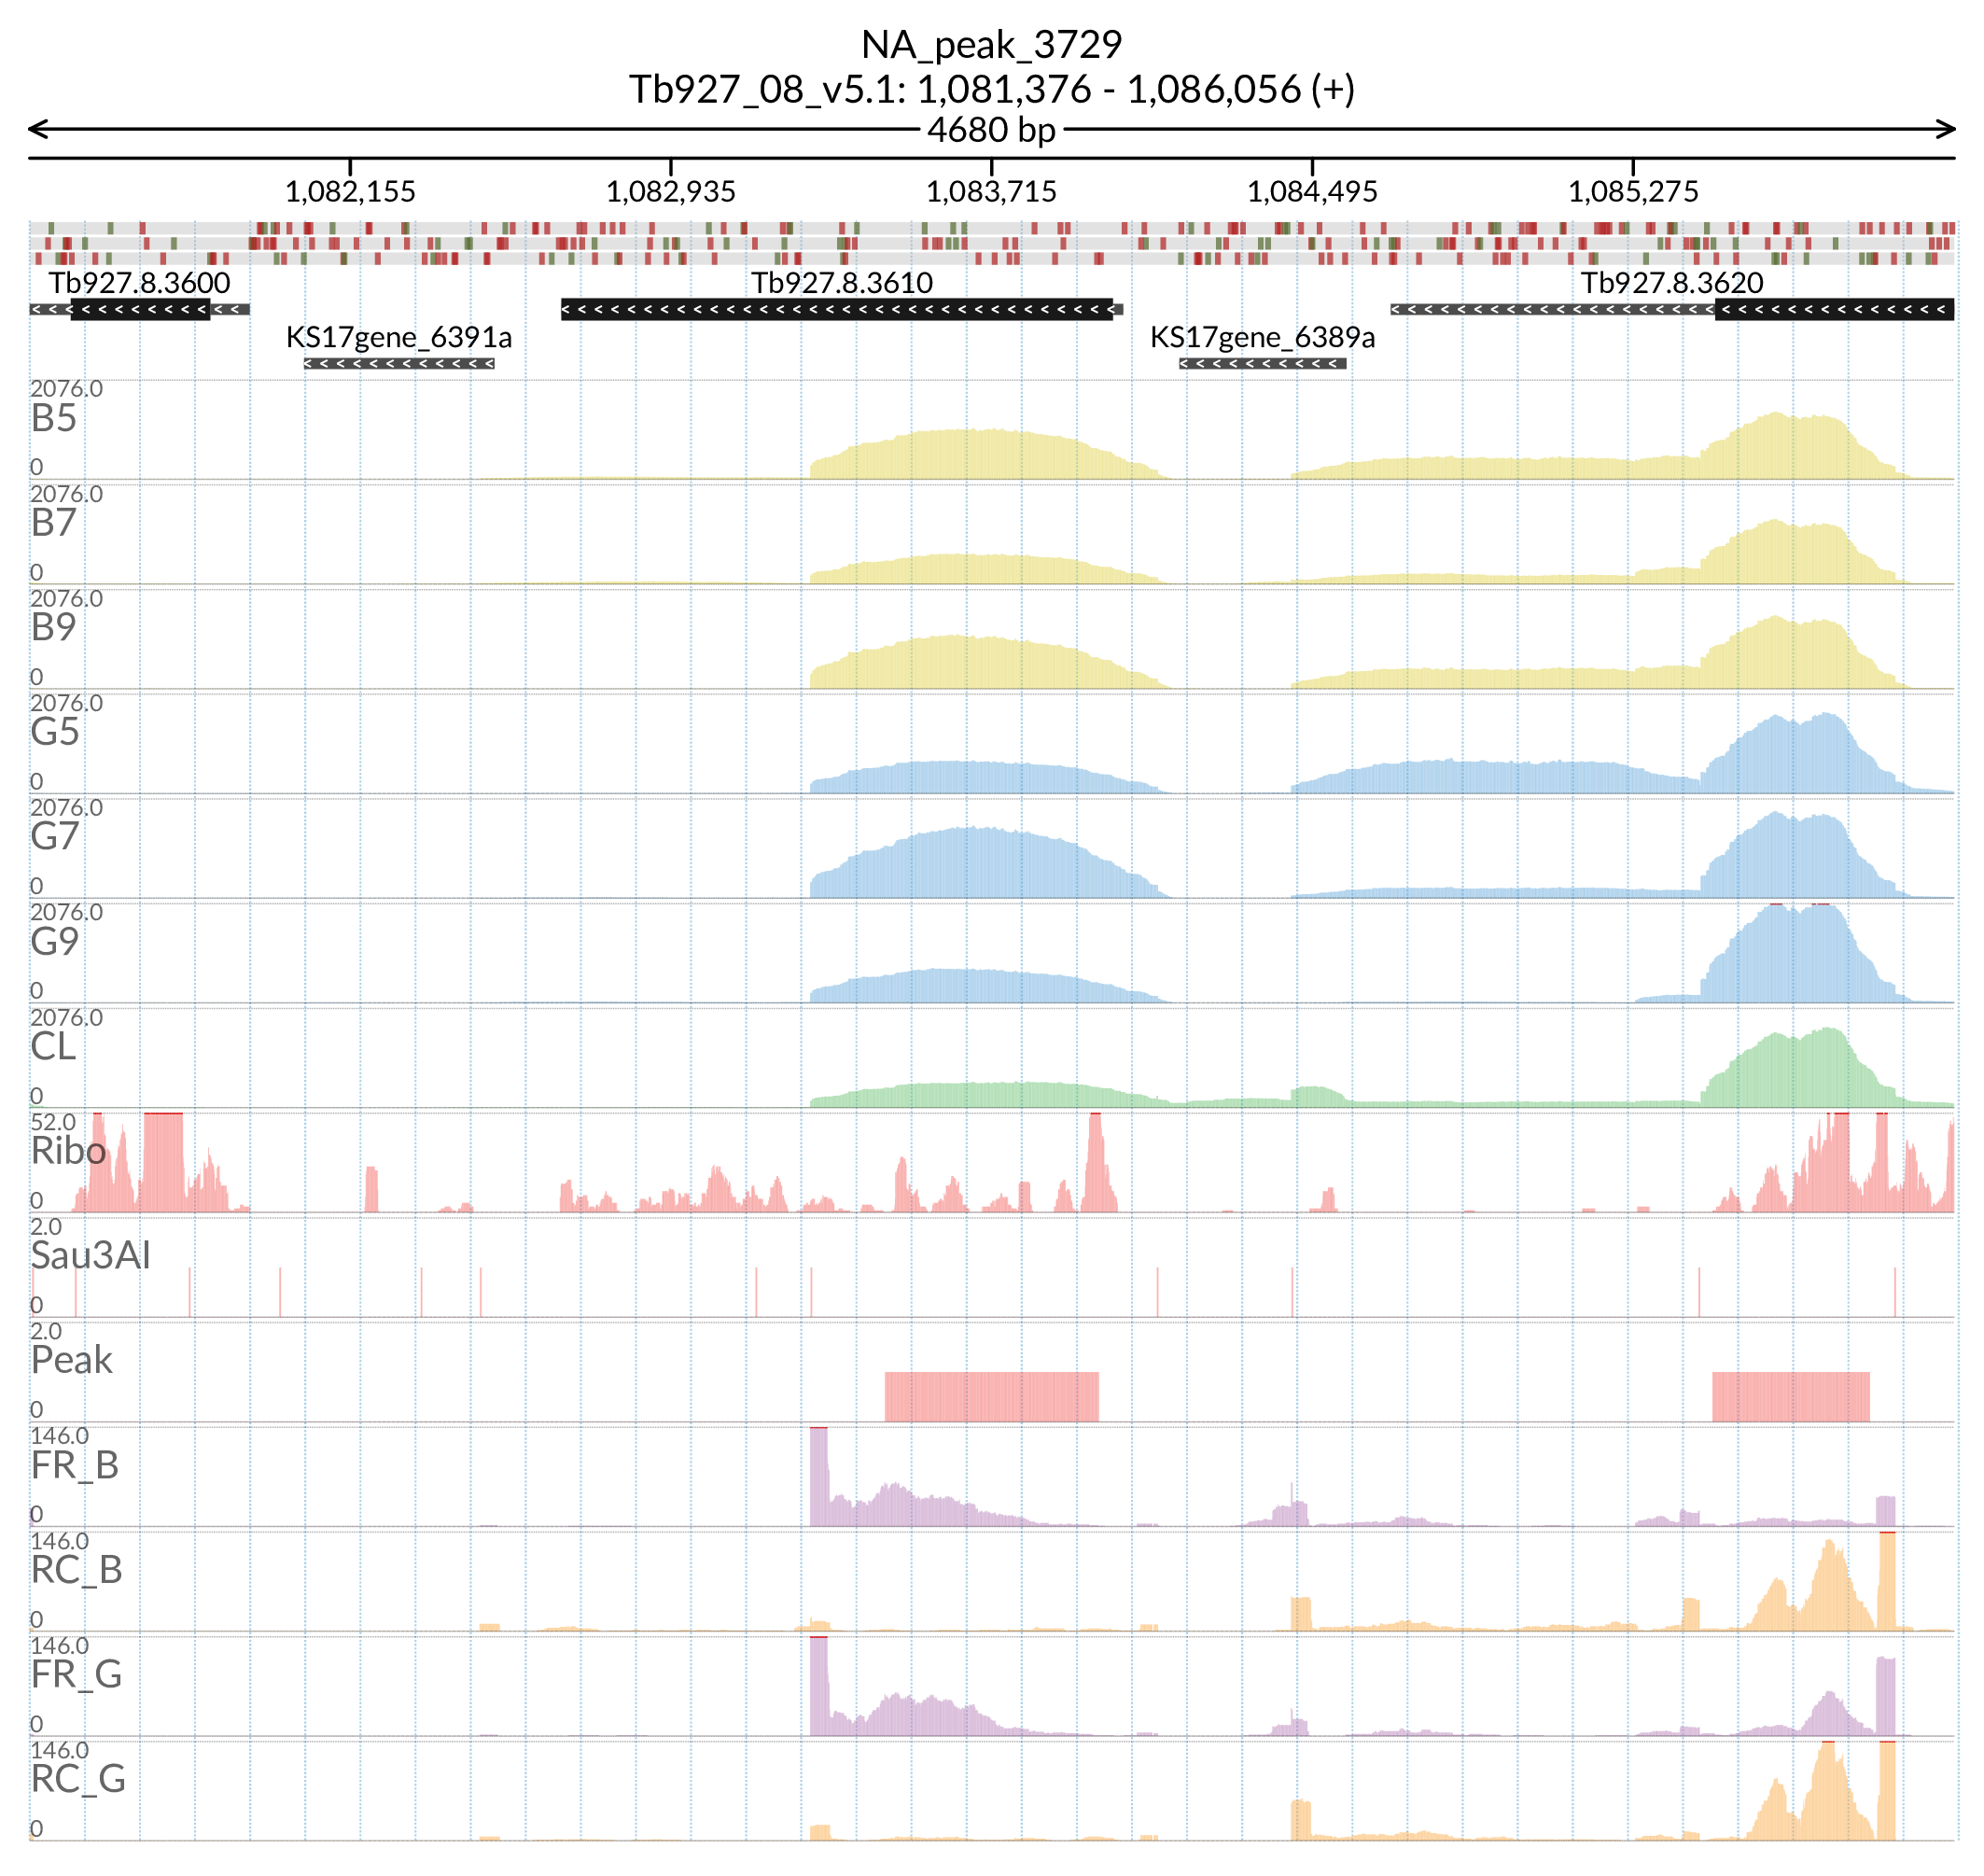 NA_peak_3729
Tb927_08_v5.1: 1,081,376 - 1,086,056 (+)
4680 bp
1,082,155 1,082,935 1,083,715 1,084,495 1,085,275
Tb927.8.3600 Tb927.8.3610 Tb927.8.3620
KS17gene_6391a KS17gene_6389a
2076.0
B5
0
2076.0
B7
0
2076.0
B9
0
2076.0
G5
0
2076.0
G7
0
2076.0
G9
0
2076.0
CL
0
52.0
Ribo
0
2.0
Sau3AI
0
2.0
Peak
0
146.0
FR_B
0
146.0
RC_B
0
146.0
FR_G
0
146.0
RC_G
0